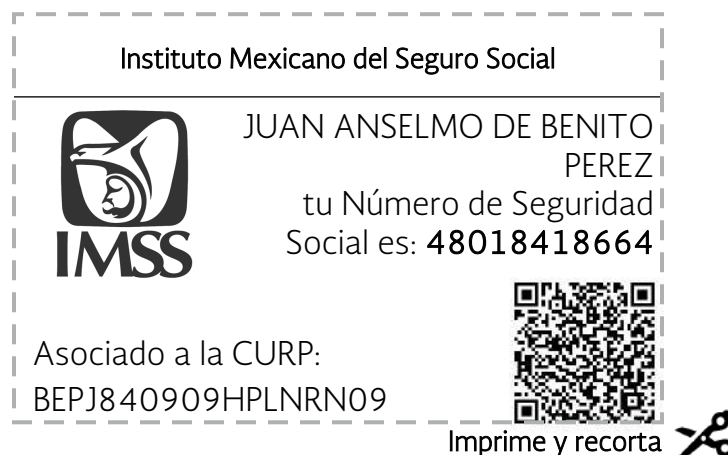 Instituto Mexicano del Seguro Social
JUAN ANSELMO DE BENITO
PEREZ
tu Número de Seguridad
Social es: 48018418664
IMSS
Asociado a la CURP:
BEPJ840909HPLNRN09
Imprime y recorta